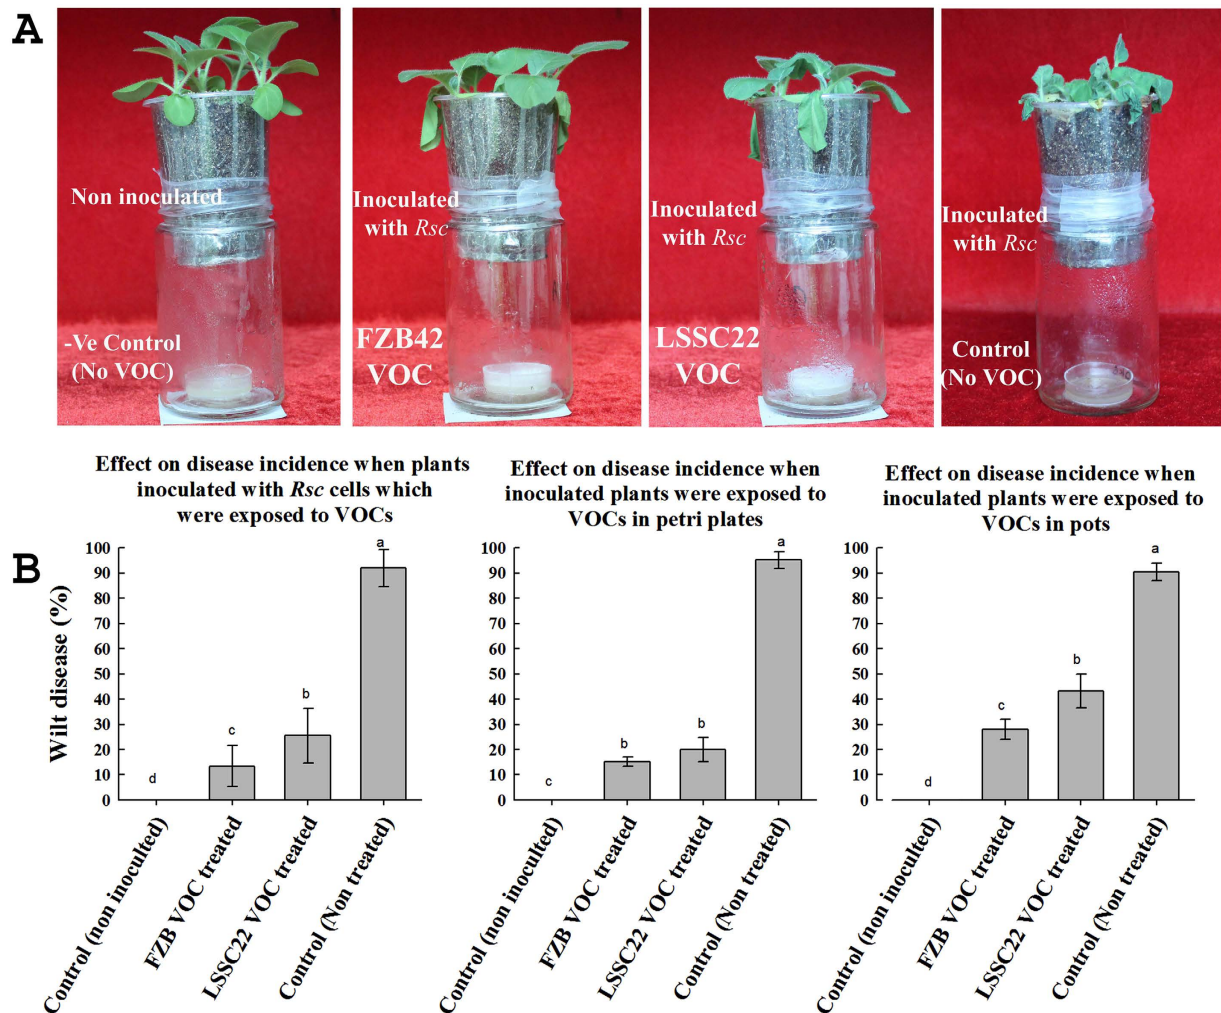 A
Non inoculated
-Ve Control
(No VOC)
Inoculated
with Rsc
FZB42
VOC
Inoculated
with Rsc
LSSC22
VOC
Inoculated
with Rsc
Control
(No VOC)
B
Effect on disease incidence when plants
inoculated with Rsc cells which
were exposed to VOCs
Wilt disease (%)
100
90
80
70
60
50
40
30
20
10
0
d
c
b
a
Control (non inoculted)
FZB VOC treated
LSSC22 VOC treated
Control (Non treated)
Effect on disease incidence when
inoculated plants were exposed to
VOCs in petri plates
100
90
80
70
60
50
40
30
20
10
0
c
b
b
a
Control (non inoculted)
FZB VOC treated
LSSC22 VOC treated
Control (Non treated)
Effect on disease incidence when
inoculated plants were exposed to
VOCs in pots
100
90
80
70
60
50
40
30
20
10
0
d
c
b
a
Control (non inoculted)
FZB VOC treated
LSSC22 VOC treated
Control (Non treated)